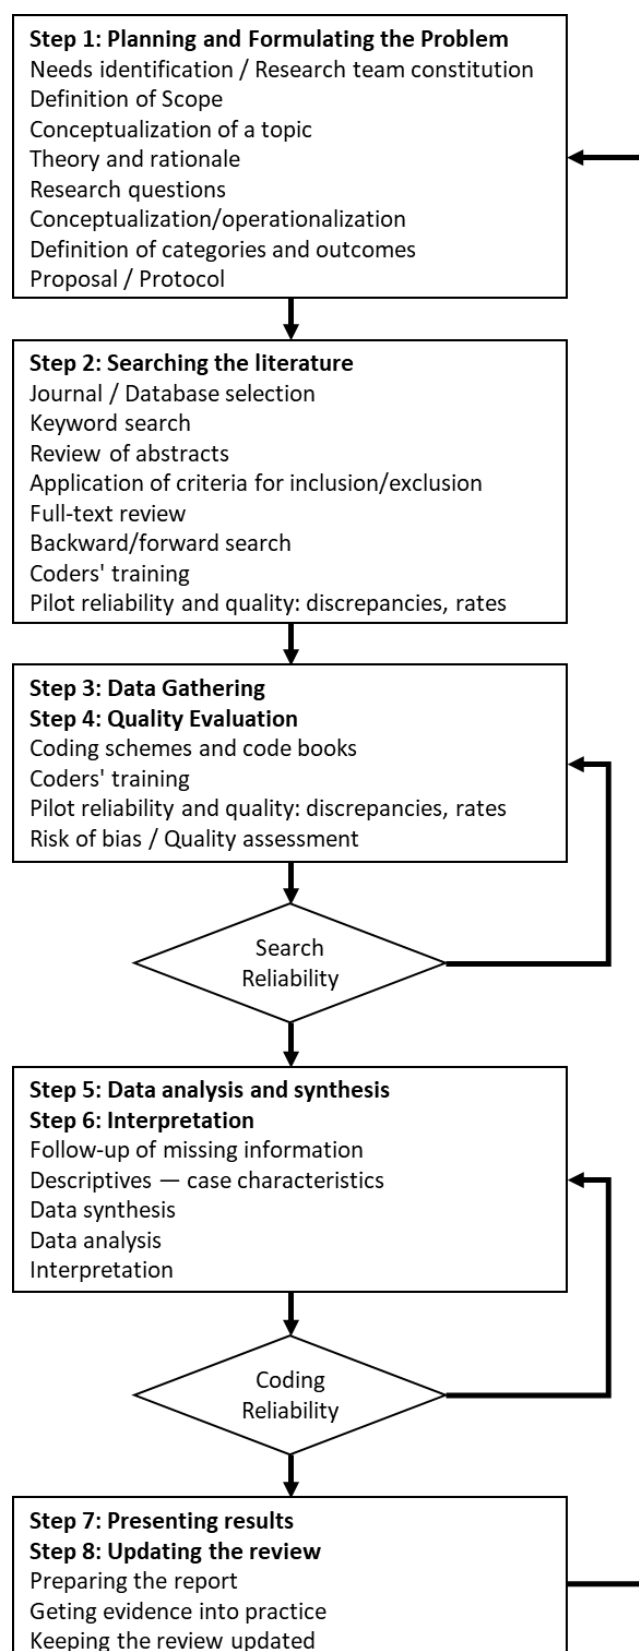 Step 1: Planning and Formulating the Problem
Needs identification / Research team constitution
Definition of Scope
Conceptualization of a topic
Theory and rationale
Research questions
Conceptualization/operationalization
Definition of categories and outcomes
Proposal / Protocol
Step 2: Searching the literature
Journal / Database selection
Keyword search
Review of abstracts
Application of criteria for inclusion/exclusion
Full-text review
Backward/forward search
Coders' training
Pilot reliability and quality: discrepancies, rates
Step 3: Data Gathering
Step 4: Quality Evaluation
Coding schemes and code books
Coders' training
Pilot reliability and quality: discrepancies, rates
Risk of bias / Quality assessment
Search
Reliability
Step 5: Data analysis and synthesis
Step 6: Interpretation
Follow-up of missing information
Descriptives — case characteristics
Data synthesis
Data analysis
Interpretation
Coding
Reliability
Step 7: Presenting results
Step 8: Updating the review
Preparing the report
Geting evidence into practice
Keeping the review updated